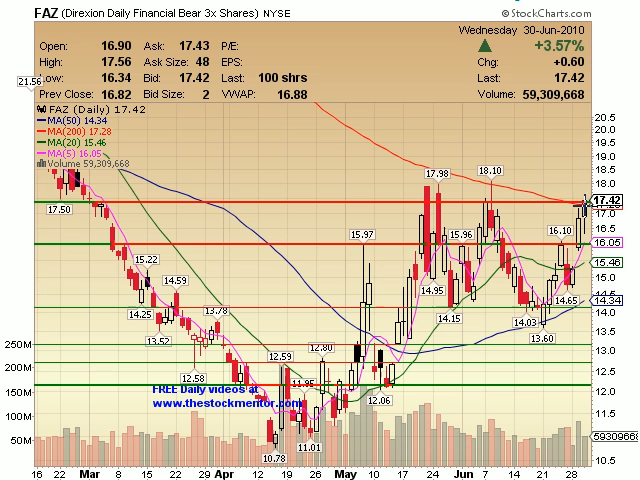 FAZ (Direxion Daily Financial Bear 3x Shares) NYSE
© StockCharts.com
Wednesday 30-Jun-2010
Open: 16.90 Ask: 17.43 P/E: +3.57%
High: 17.56 Ask Size: 48 EPS: Chg: +0.60
Low: 16.34 Bid: 17.42 Last: 100 shrs Last: 17.42
Prev Close: 16.82 Bid Size: 2 VWAP: 16.88 Volume: 59,309,668
21.56
FAZ (Daily) 17.42
MA(50) 14.34
MA(200) 17.28
MA(20) 15.46
MA(5) 16.05
Volume 59,309,668
20.5
20.0
19.5
19.0
18.5
18.0
17.42
17.0
16.5
16.05
15.46
15.0
14.5
14.34
14.0
13.5
13.0
12.5
12.0
11.5
11.0
10.5
59309668
17.98
18.10
17.50
15.97
15.96
16.10
15.22
14.59
14.95
14.65
14.25
13.78
14.15
14.03
13.52
13.60
12.80
12.59
12.58
11.95
12.06
11.01
10.78
250M
200M
150M
100M
50M
FREE Daily videos at
www.thestockmentor.com
16 22 Mar 8 15 22 Apr 12 19 26 May 10 17 24 Jun 7 14 21 28